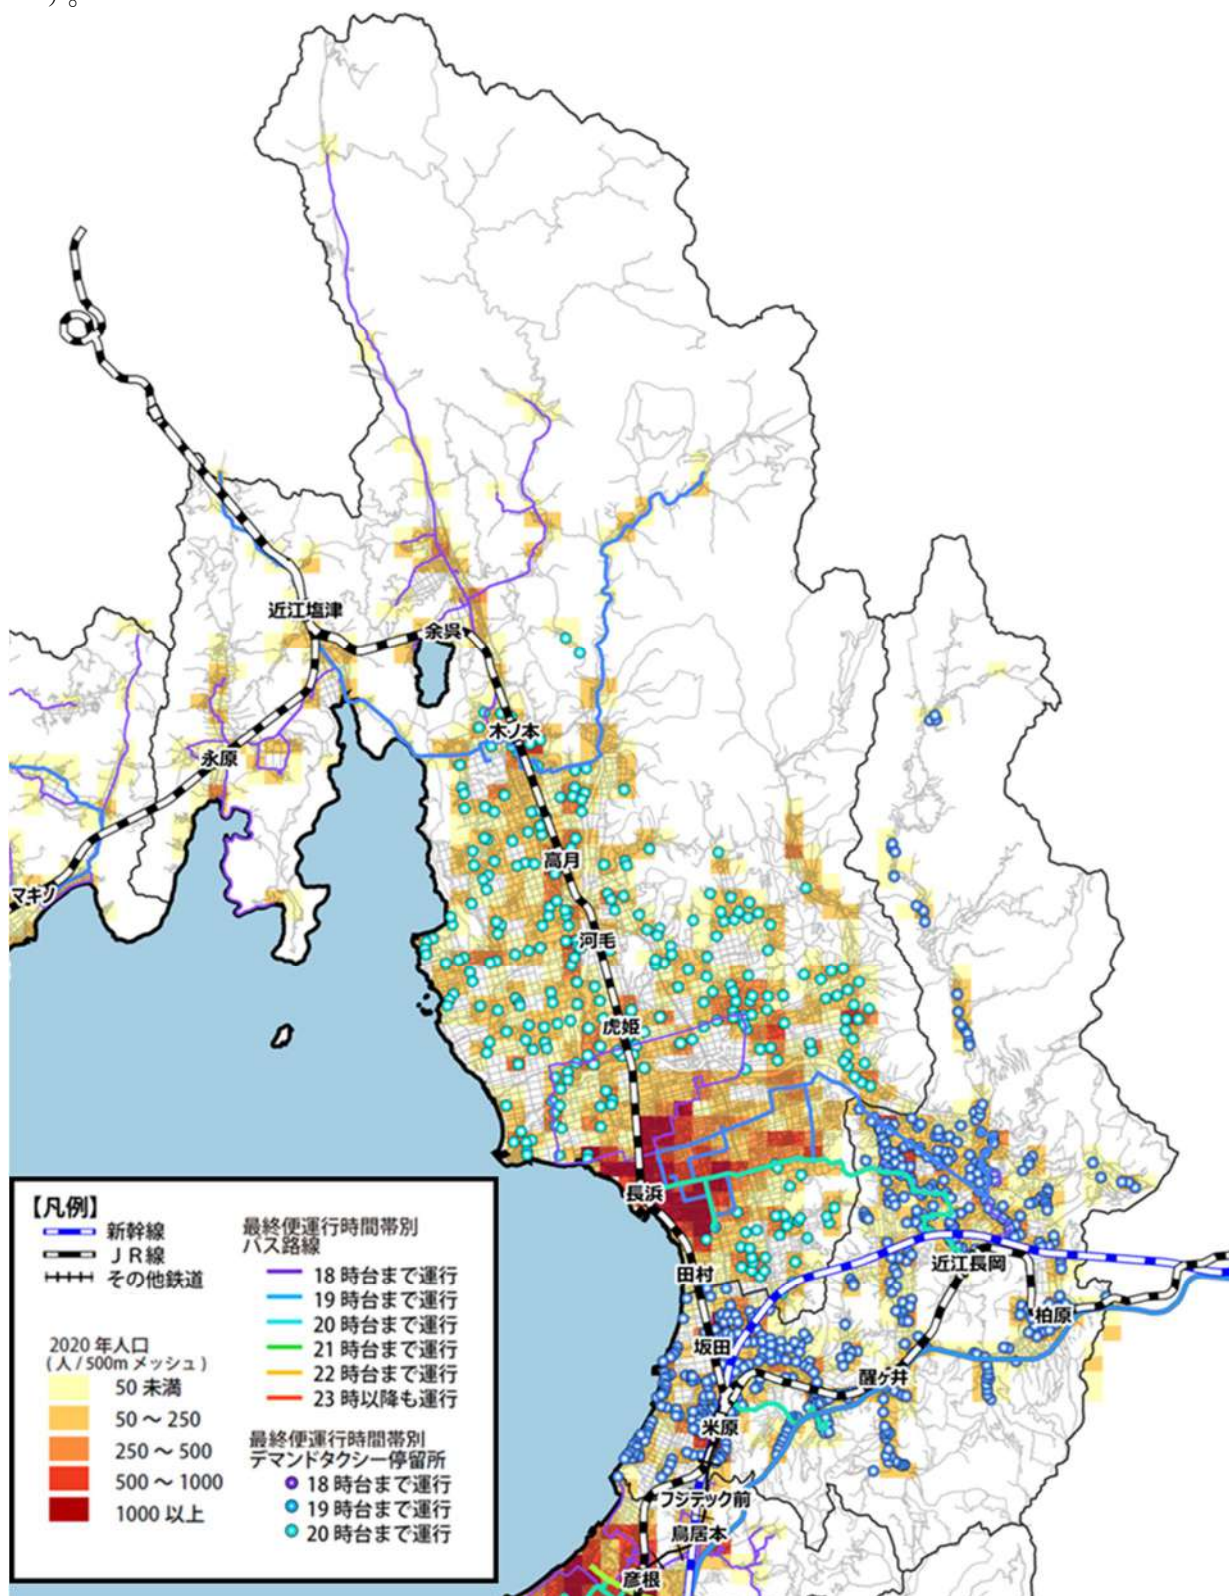 す。
近江塩津
余呉
木ノ本
永原
高月
マキノ
河毛
虎姫
長浜
田村
近江長岡
柏原
坂田
醒ヶ井
米原
フジテック前
鳥居本
彦根
【凡例】
新幹線
ＪＲ線
その他鉄道
2020 年人口
( 人 / 500m メッシュ )
50 未満
50 ～ 250
250 ～ 500
500 ～ 1000
1000 以上
最終便運行時間帯別
バス路線
18 時台まで運行
19 時台まで運行
20 時台まで運行
21 時台まで運行
22 時台まで運行
23 時以降も運行
最終便運行時間帯別
デマンドタクシー停留所
18 時台まで運行
19 時台まで運行
20 時台まで運行